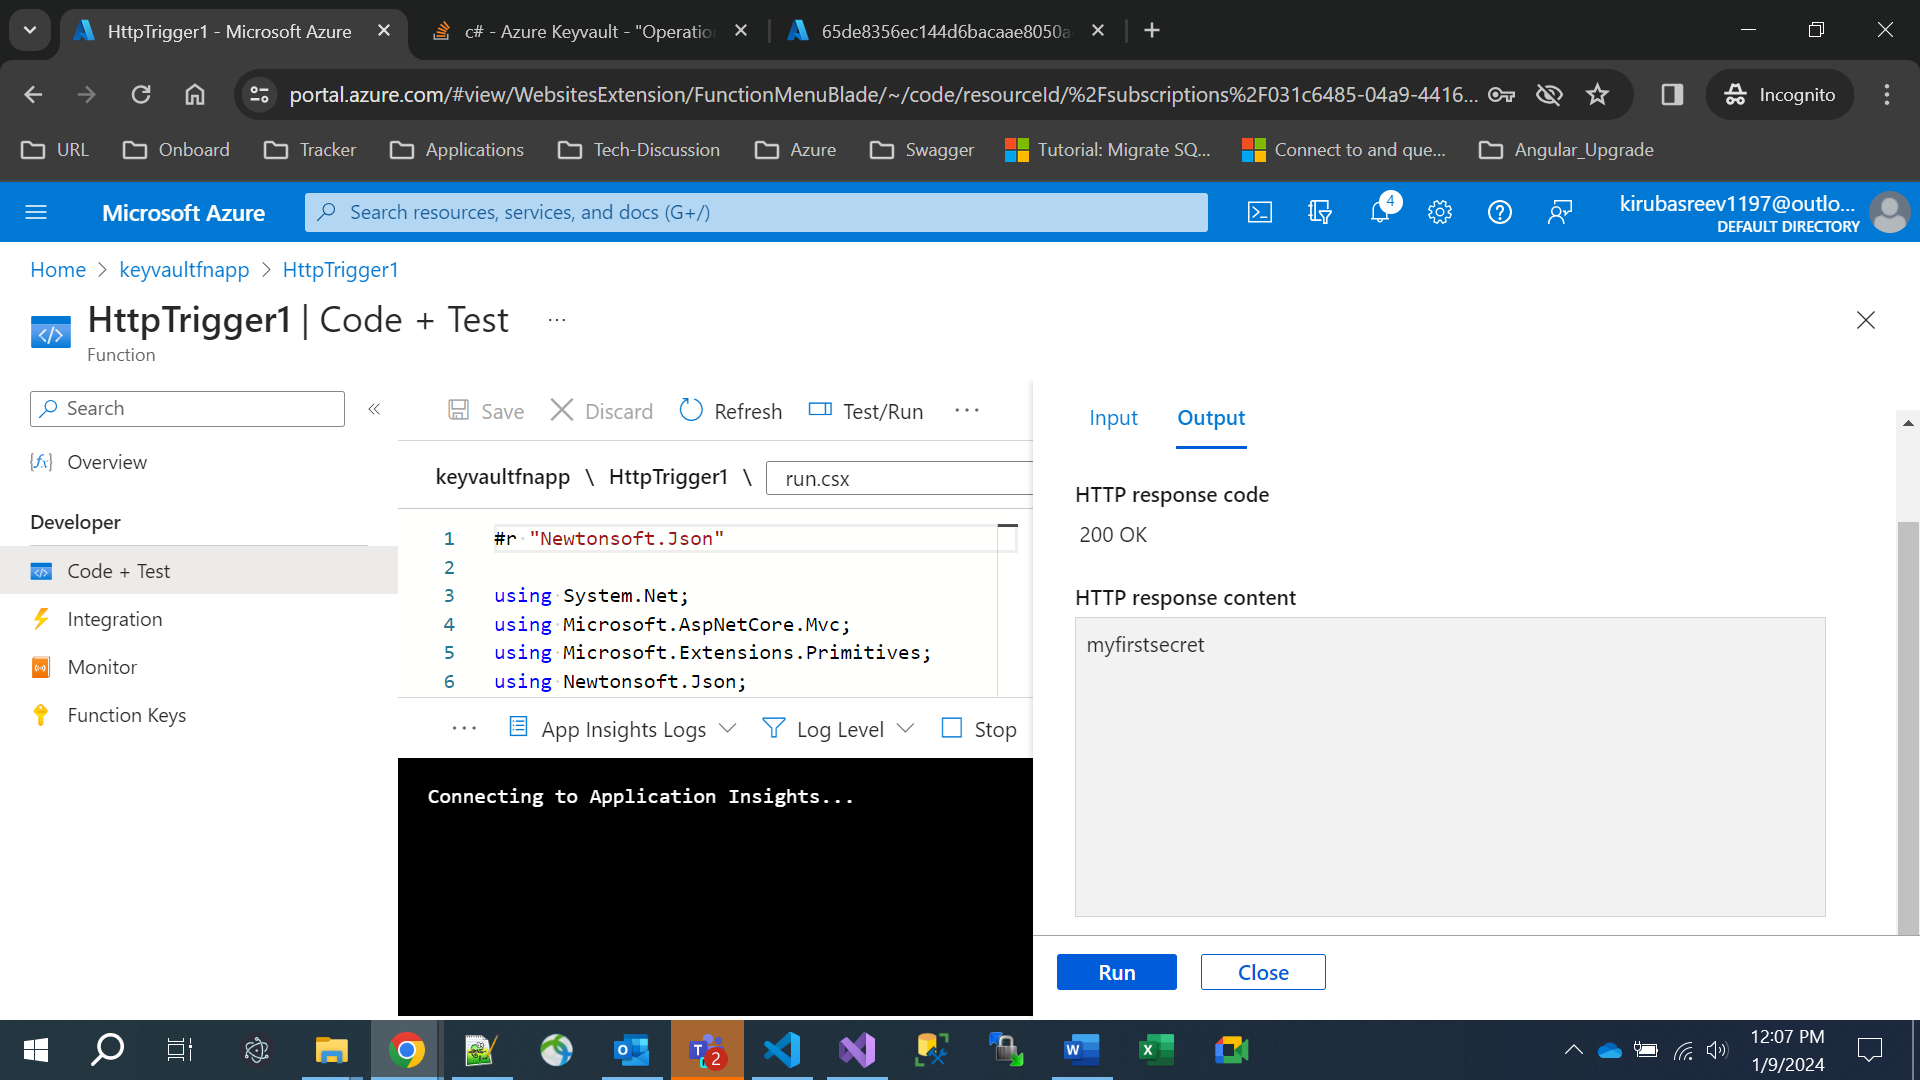 HttpTrigger1 - Microsoft Azure
c# - Azure Keyvault - "Operatio
65de8356ec144d6bacaae8050a
portal.azure.com/#view/WebsitesExtension/FunctionMenuBlade/~/code/resourceId/%2Fsubscriptions%2F031c6485-04a9-4416...
Incognito
URL
Onboard
Tracker
Applications
Tech-Discussion
Azure
Swagger
Tutorial: Migrate SQ...
Connect to and que...
Angular_Upgrade
Microsoft Azure
Search resources, services, and docs (G+/)
4
kirubasreev1197@outlo...
DEFAULT DIRECTORY
Home > keyvaultfnapp > HttpTrigger1
HttpTrigger1 | Code + Test ...
Function
Search
«
Overview
Developer
Code + Test
Integration
Monitor
Function Keys
Save
Discard
Refresh
Test/Run
...
keyvaultfnapp \ HttpTrigger1 \ run.csx
1 #r "Newtonsoft.Json"
2
3 using System.Net;
4 using Microsoft.AspNetCore.Mvc;
5 using Microsoft.Extensions.Primitives;
6 using Newtonsoft.Json;
...
App Insights Logs
Log Level
Stop
Connecting to Application Insights...
Input
Output
HTTP response code
200 OK
HTTP response content
myfirstsecret
Run
Close
2
12:07 PM
1/9/2024